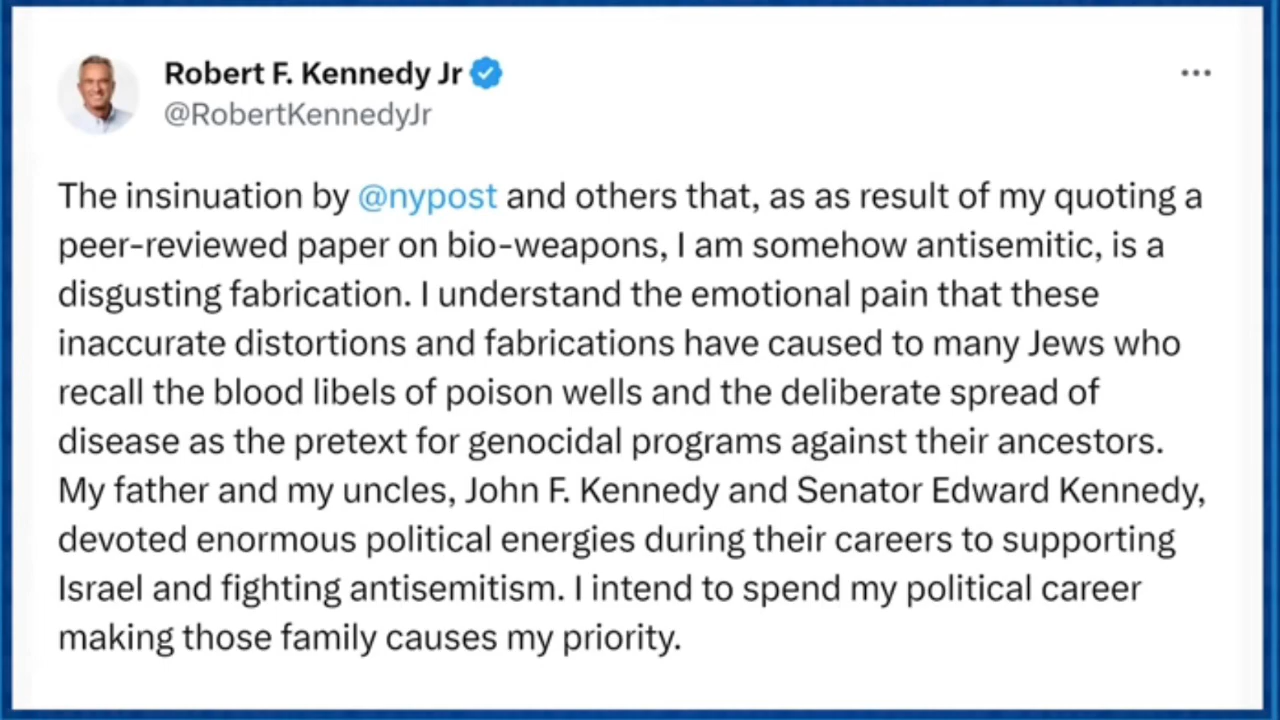 Robert F. Kennedy Jr
@RobertKennedyJr
The insinuation by @nypost and others that, as as result of my quoting a
peer-reviewed paper on bio-weapons, I am somehow antisemitic, is a
disgusting fabrication. I understand the emotional pain that these
inaccurate distortions and fabrications have caused to many Jews who
recall the blood libels of poison wells and the deliberate spread of
disease as the pretext for genocidal programs against their ancestors.
My father and my uncles, John F. Kennedy and Senator Edward Kennedy,
devoted enormous political energies during their careers to supporting
Israel and fighting antisemitism. I intend to spend my political career
making those family causes my priority.